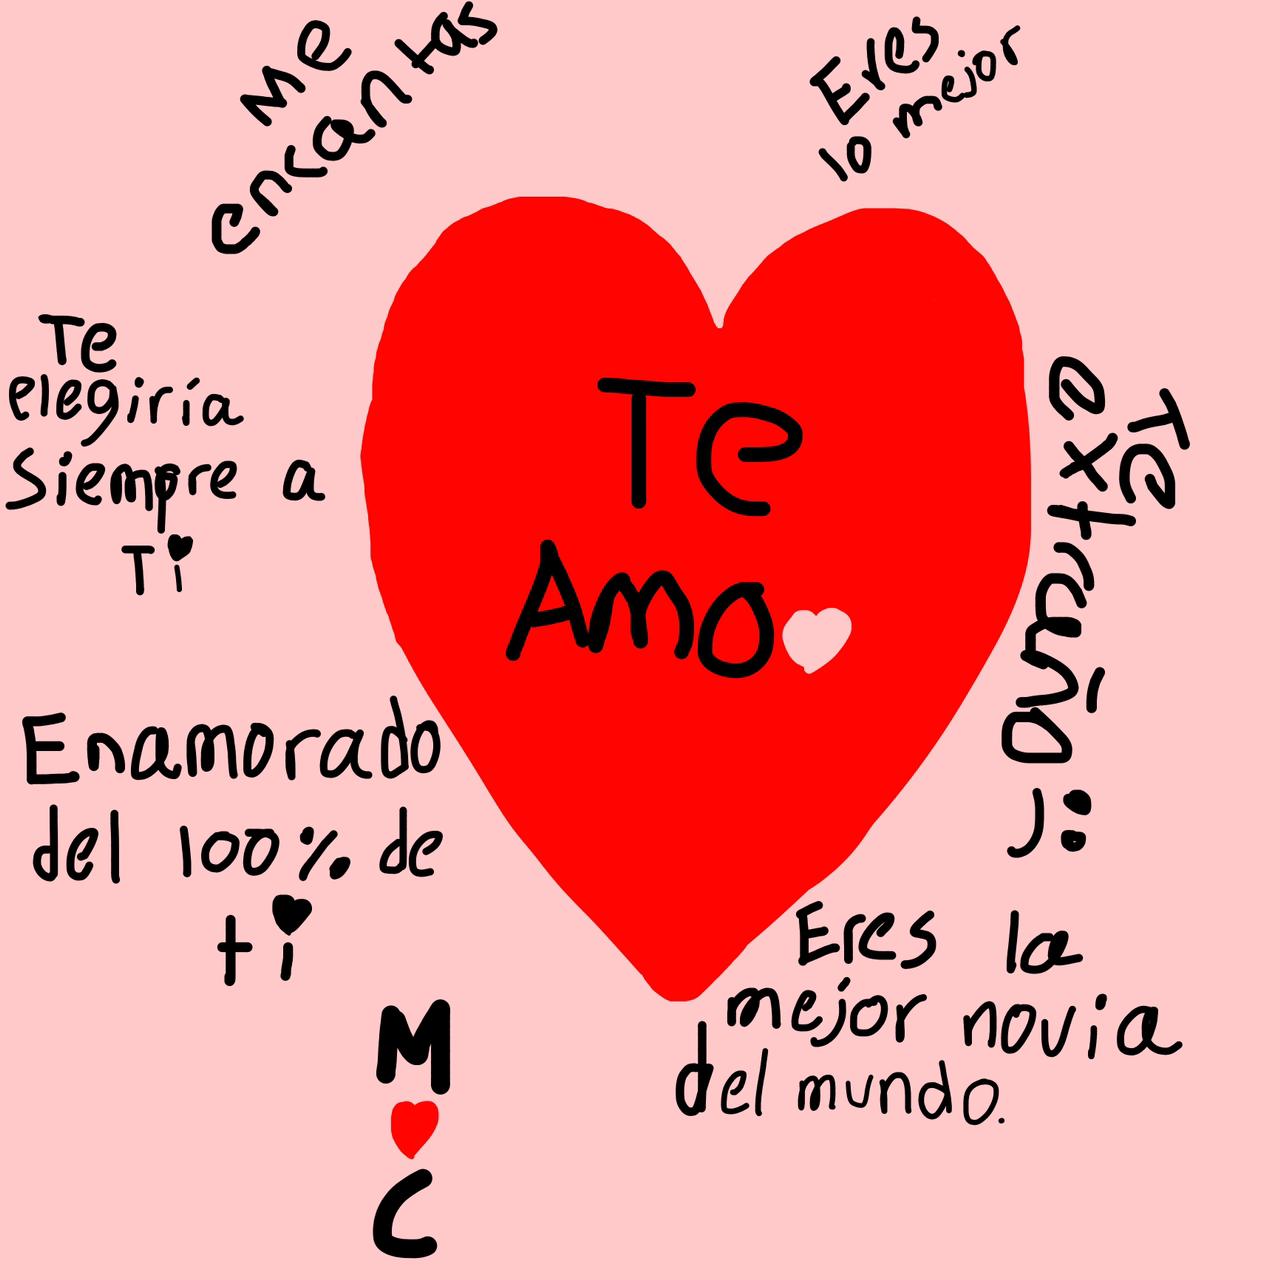 Me
encantas
Eres
lo mejor
Te
elegiría
Siempre a
Ti
Te
Amo
Te
extraño :(
Enamorado
del 100% de
ti
Eres la
mejor novia
del mundo.
M
C